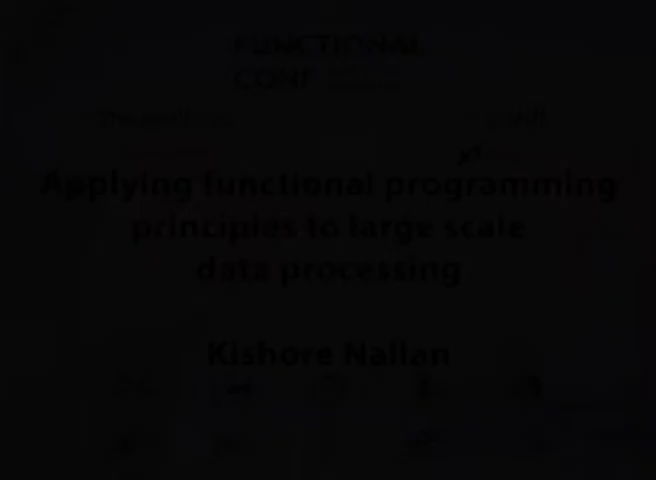 FUNCTIONAL
CONF
Applying functional programming
principles to large scale
data processing
Kishore Nallan